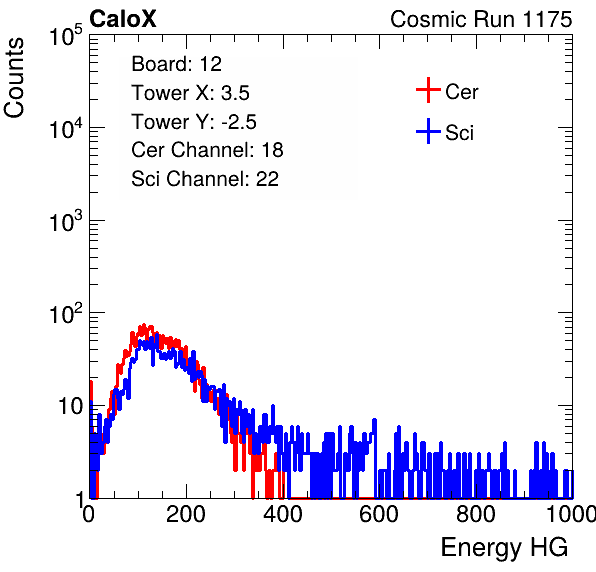 CaloX Cosmic Run 1175
Counts
10^5
10^4
10^3
10^2
10
1
Board: 12
Tower X: 3.5
Tower Y: -2.5
Cer Channel: 18
Sci Channel: 22
Cer
Sci
0 200 400 600 800 1000
Energy HG